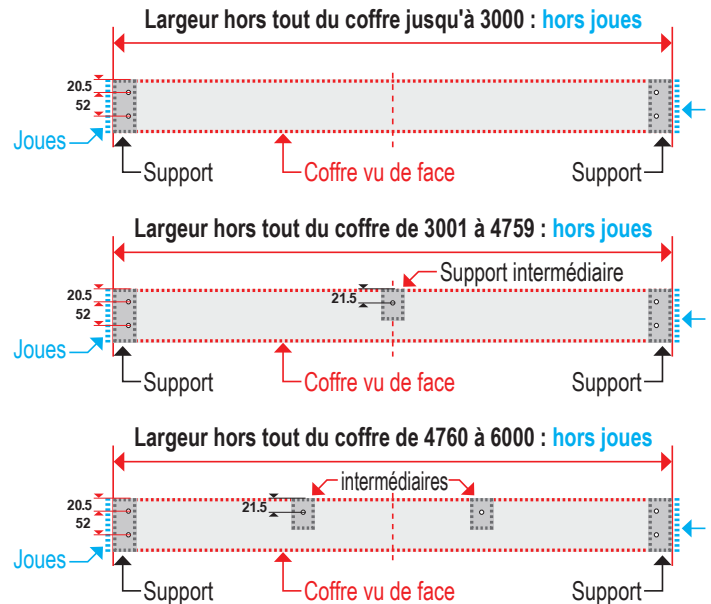 Largeur hors tout du coffre jusqu'à 3000 : hors joues
20.5
52
Joues
Support
Coffre vu de face
Support
Largeur hors tout du coffre de 3001 à 4759 : hors joues
Support intermédiaire
20.5
21.5
52
Joues
Support
Coffre vu de face
Support
Largeur hors tout du coffre de 4760 à 6000 : hors joues
intermédiaires
20.5
21.5
52
Joues
Support
Coffre vu de face
Support